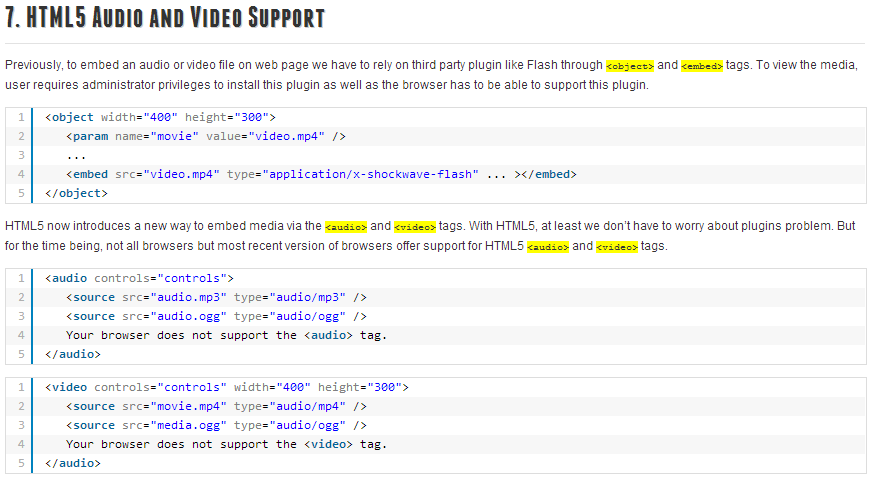 7. HTML5 Audio and Video Support
Previously, to embed an audio or video file on web page we have to rely on third party plugin like Flash through <object> and <embed> tags. To view the media,
user requires administrator privileges to install this plugin as well as the browser has to be able to support this plugin.
1 <object width="400" height="300">
2 <param name="movie" value="video.mp4" />
3 ...
4 <embed src="video.mp4" type="application/x-shockwave-flash" ... ></embed>
5 </object>
HTML5 now introduces a new way to embed media via the <audio> and <video> tags. With HTML5, at least we don't have to worry about plugins problem. But
for the time being, not all browsers but most recent version of browsers offer support for HTML5 <audio> and <video> tags.
1 <audio controls="controls">
2 <source src="audio.mp3" type="audio/mp3" />
3 <source src="audio.ogg" type="audio/ogg" />
4 Your browser does not support the <audio> tag.
5 </audio>
1 <video controls="controls" width="400" height="300">
2 <source src="movie.mp4" type="audio/mp4" />
3 <source src="media.ogg" type="audio/ogg" />
4 Your browser does not support the <video> tag.
5 </audio>